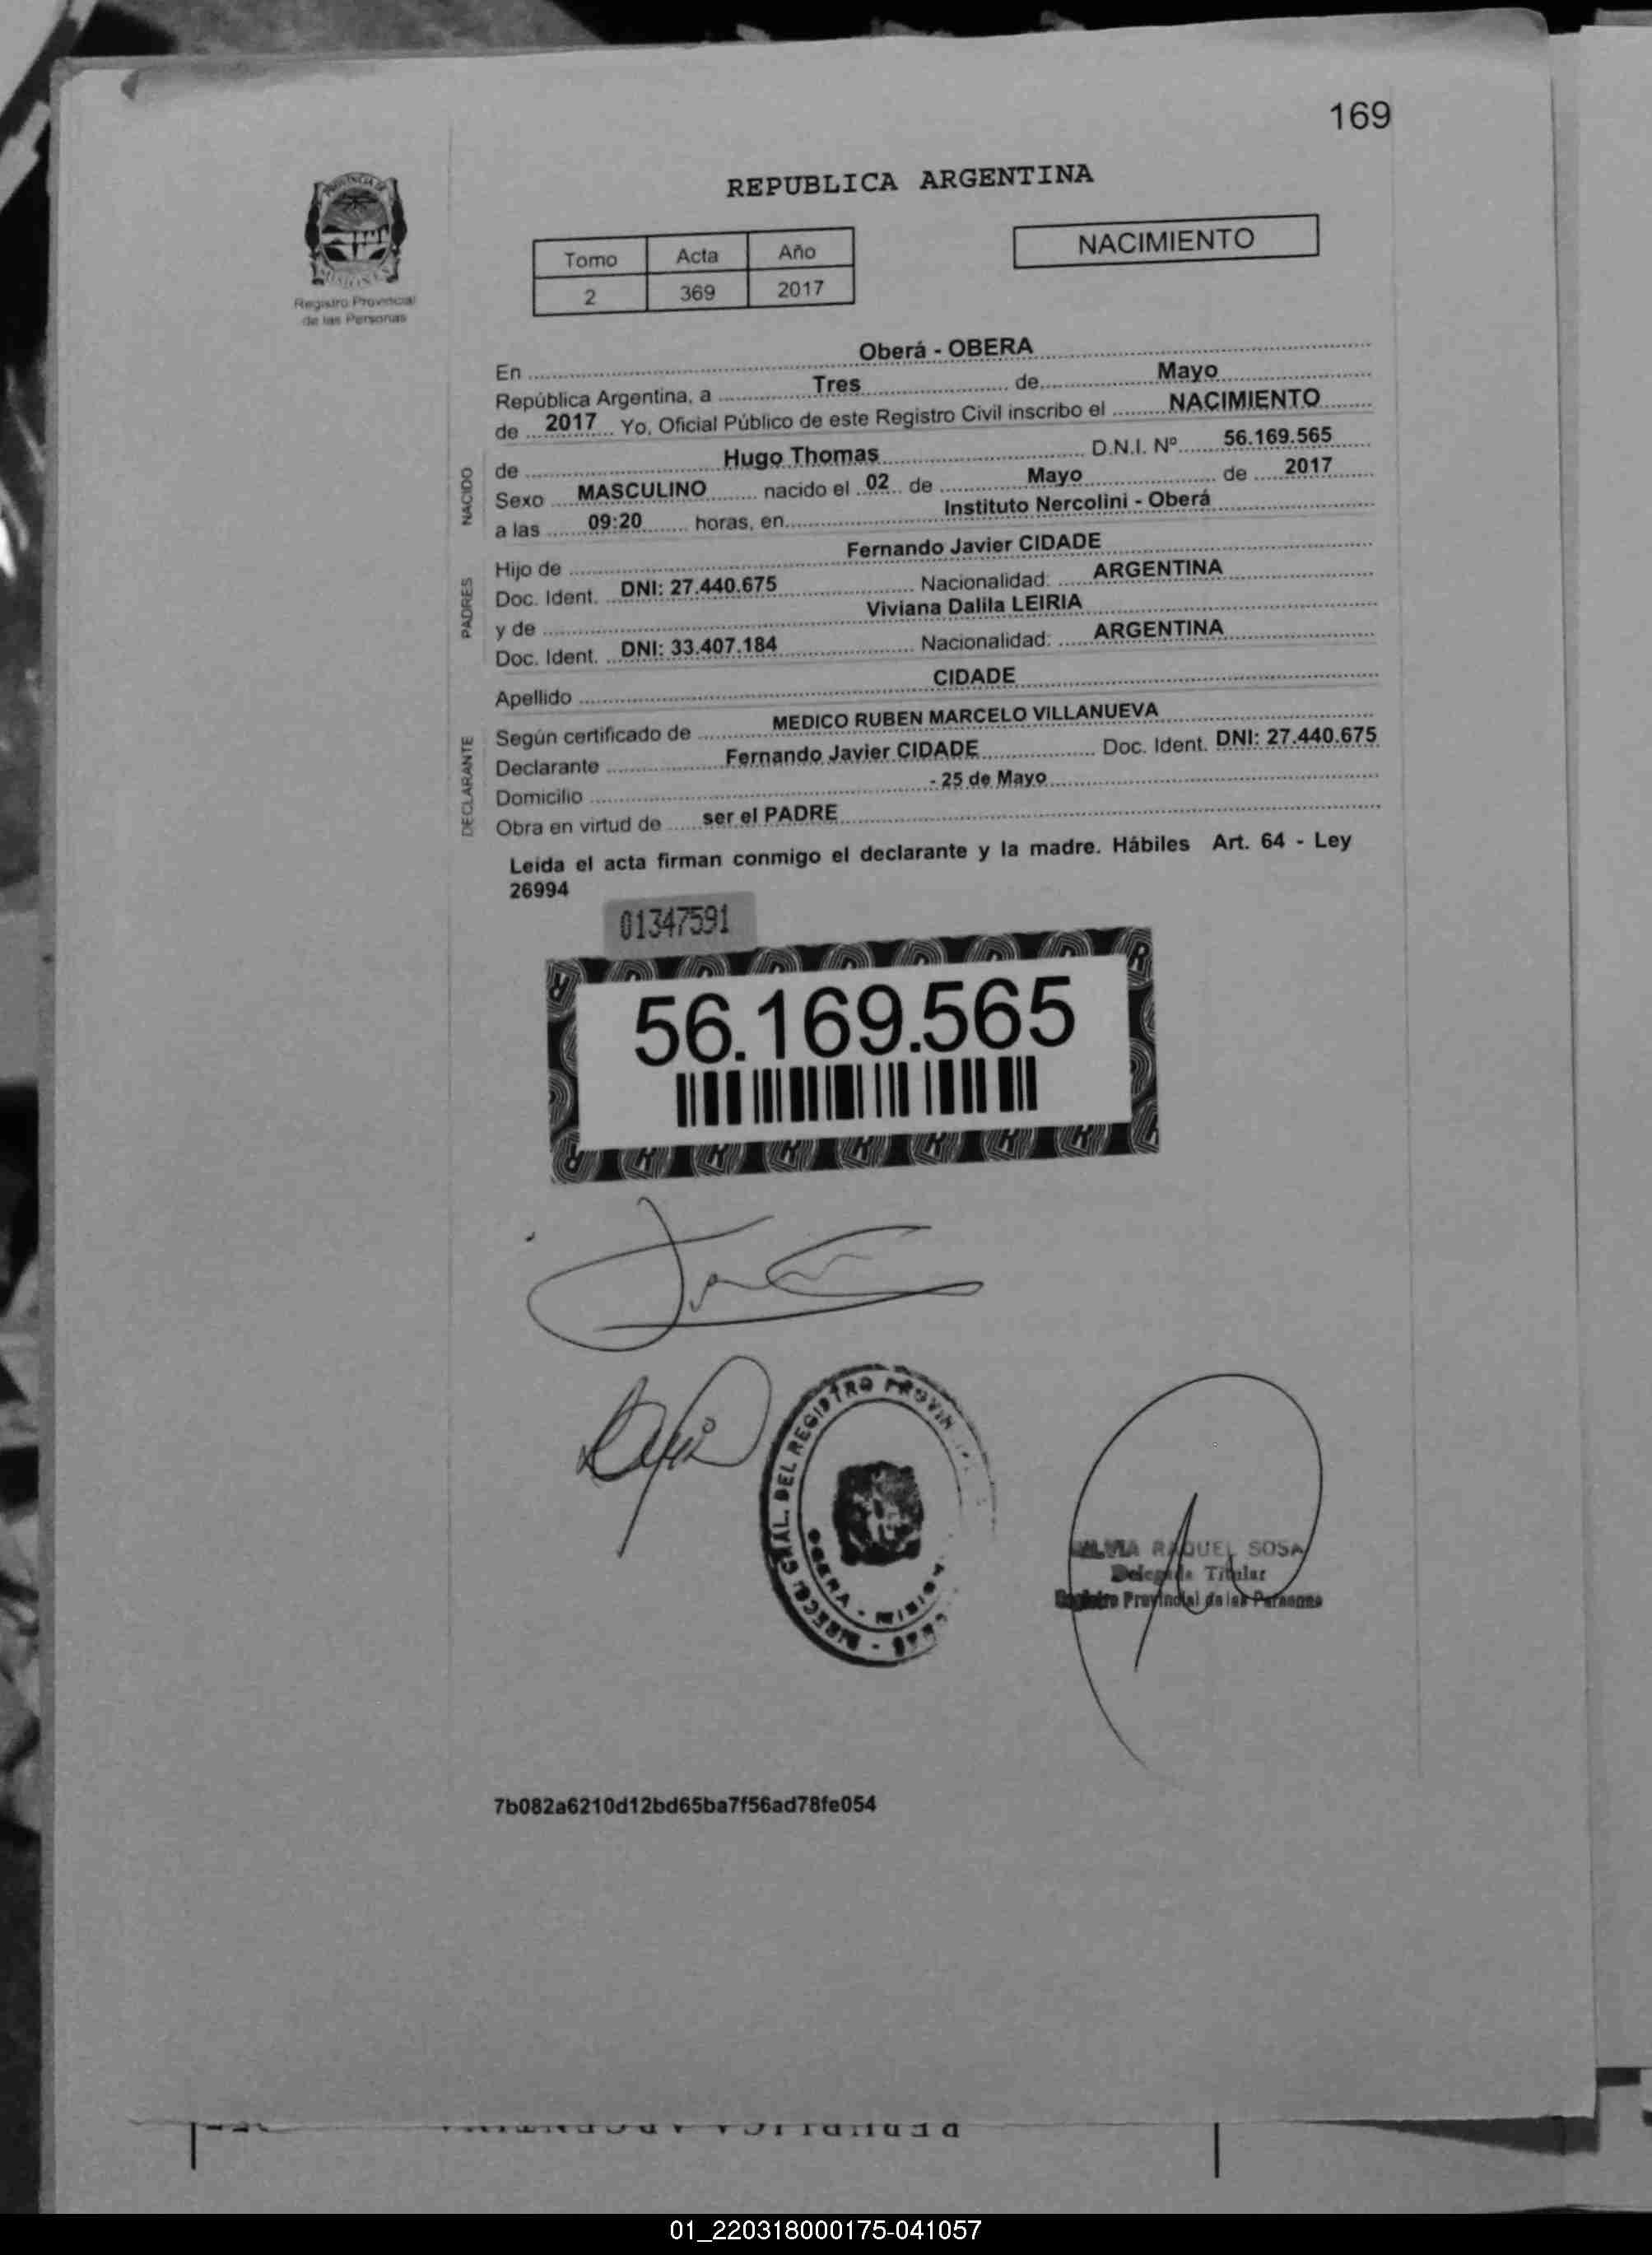 169
REPUBLICA ARGENTINA
Registro Provincial
de las Personas
Tomo Acta Año
2 369 2017
NACIMIENTO
En Oberá - OBERA
República Argentina, a Tres de Mayo
de 2017 Yo, Oficial Público de este Registro Civil inscribo el NACIMIENTO
NACIDO
de Hugo Thomas D.N.I. Nº 56.169.565
Sexo MASCULINO nacido el 02 de Mayo de 2017
a las 09:20 horas, en Instituto Nercolini - Oberá
PADRES
Hijo de Fernando Javier CIDADE
Doc. Ident. DNI: 27.440.675 Nacionalidad: ARGENTINA
y de Viviana Dalila LEIRIA
Doc. Ident. DNI: 33.407.184 Nacionalidad: ARGENTINA
Apellido CIDADE
DECLARANTE
Según certificado de MEDICO RUBEN MARCELO VILLANUEVA
Declarante Fernando Javier CIDADE Doc. Ident. DNI: 27.440.675
Domicilio - 25 de Mayo
Obra en virtud de ser el PADRE
Leida el acta firman conmigo el declarante y la madre. Hábiles Art. 64 - Ley
26994
01347591
56.169.565
DEL REGISTRO
RAQUEL SOSA
Titular
Provincial de las Personas
7b082a6210d12bd65ba7f56ad78fe054
01_220318000175-041057